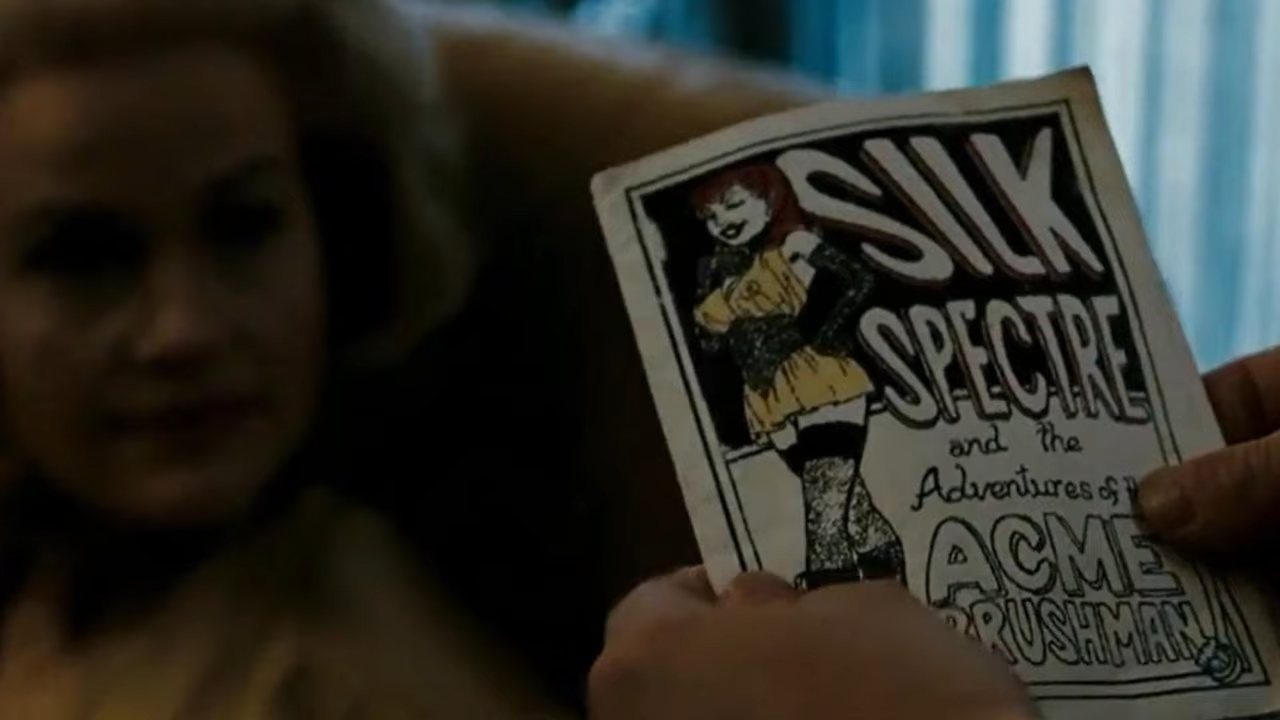 SILK
SPECTRE
and the
Adventures of
ACME
BRUSHMAN